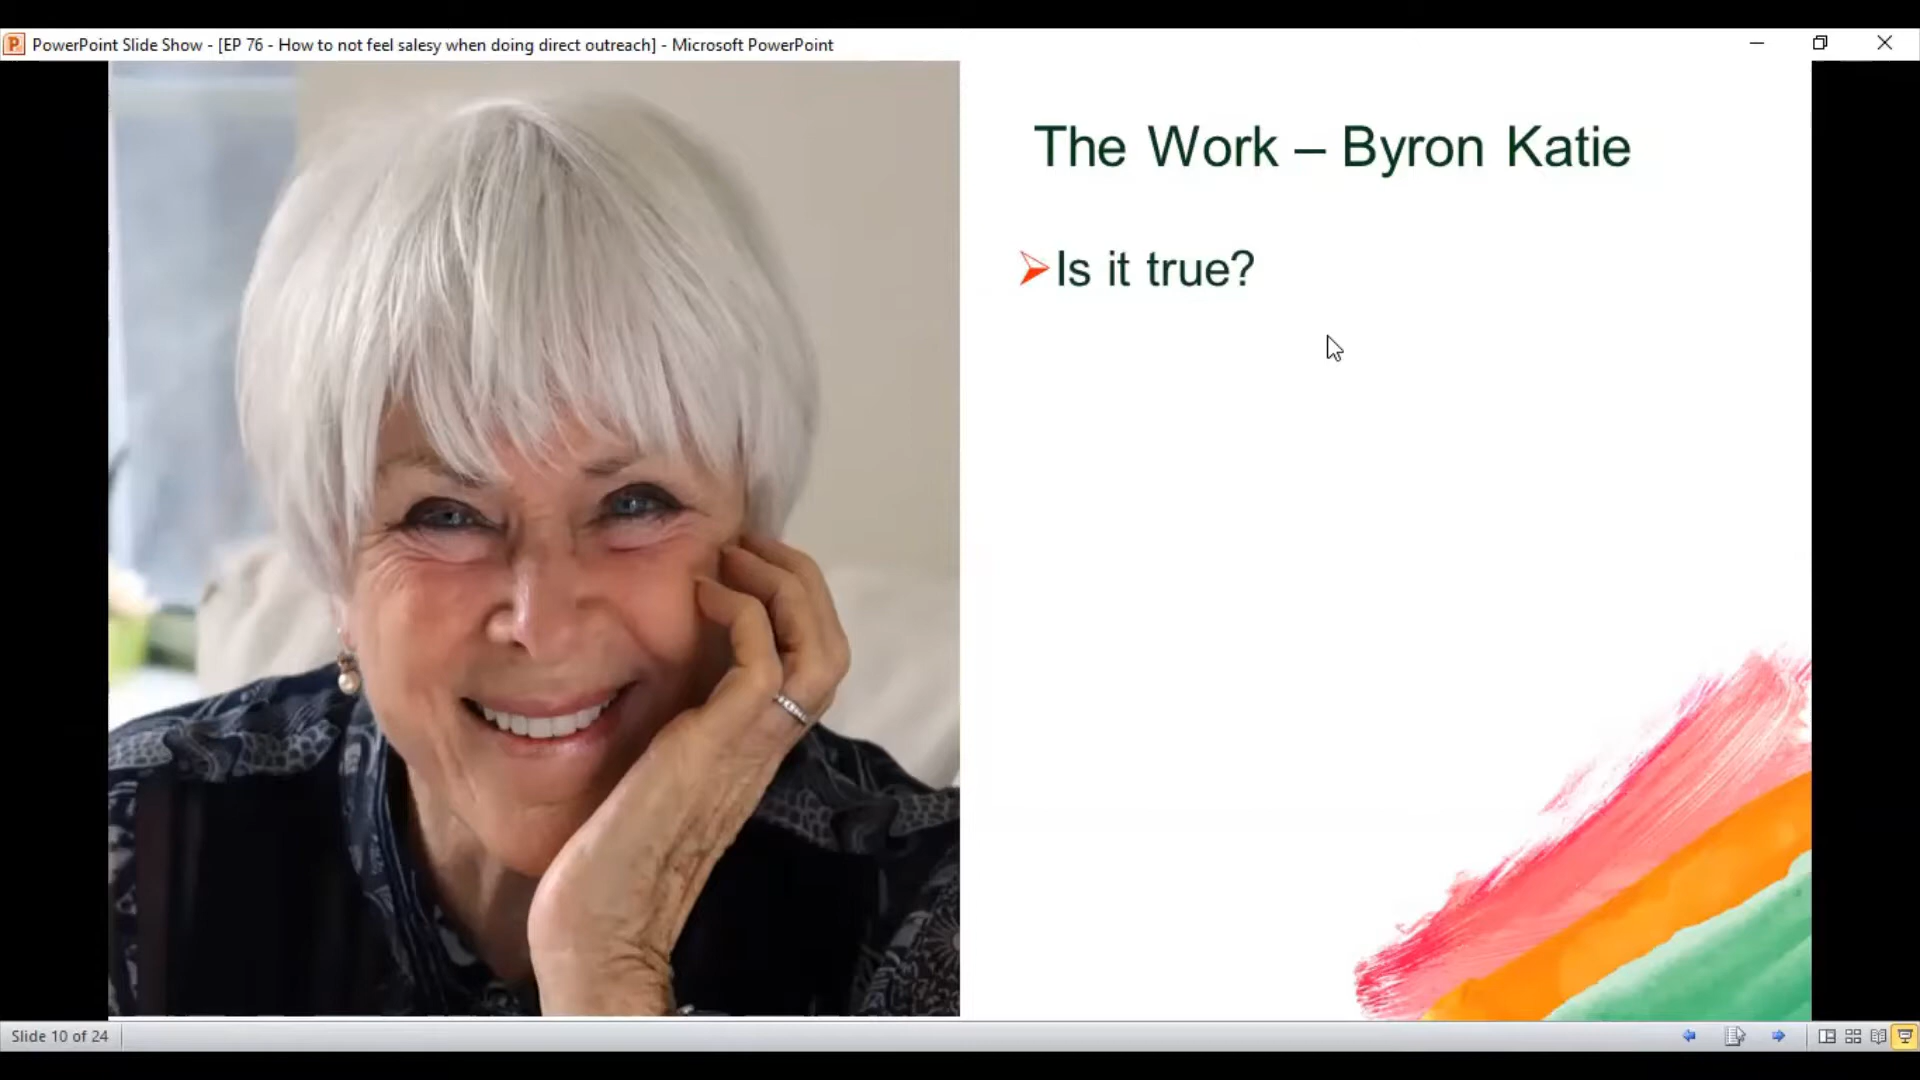 PowerPoint Slide Show - [EP 76 - How to not feel salesy when doing direct outreach] - Microsoft PowerPoint
The Work – Byron Katie
Is it true?
Slide 10 of 24